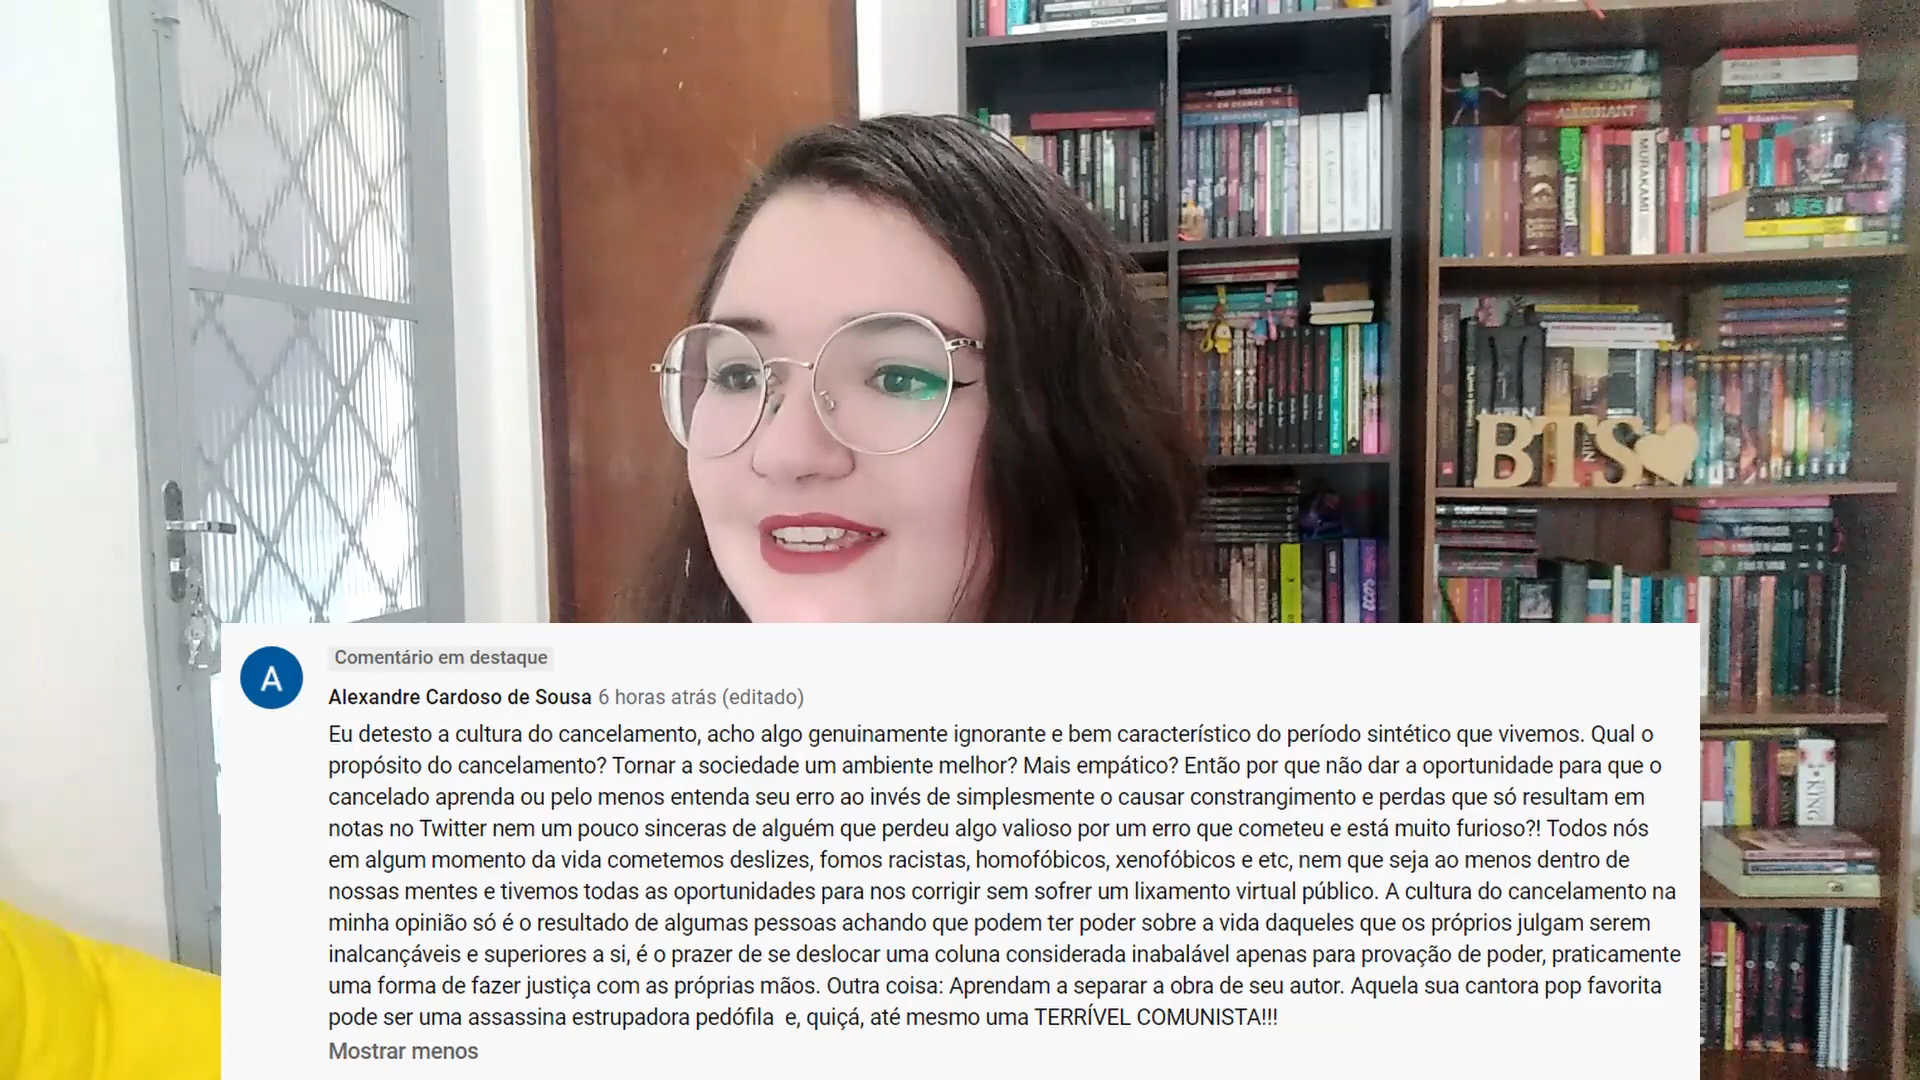 CHAMPION
EM CHAMAS
A ESPERANÇA
ALLEGIANT
MURAKAMI
BTS
KING
A
Comentário em destaque
Alexandre Cardoso de Sousa 6 horas atrás (editado)
Eu detesto a cultura do cancelamento, acho algo genuinamente ignorante e bem característico do período sintético que vivemos. Qual o
propósito do cancelamento? Tornar a sociedade um ambiente melhor? Mais empático? Então por que não dar a oportunidade para que o
cancelado aprenda ou pelo menos entenda seu erro ao invés de simplesmente o causar constrangimento e perdas que só resultam em
notas no Twitter nem um pouco sinceras de alguém que perdeu algo valioso por um erro que cometeu e está muito furioso?! Todos nós
em algum momento da vida cometemos deslizes, fomos racistas, homofóbicos, xenofóbicos e etc, nem que seja ao menos dentro de
nossas mentes e tivemos todas as oportunidades para nos corrigir sem sofrer um lixamento virtual público. A cultura do cancelamento na
minha opinião só é o resultado de algumas pessoas achando que podem ter poder sobre a vida daqueles que os próprios julgam serem
inalcançáveis e superiores a si, é o prazer de se deslocar uma coluna considerada inabalável apenas para provação de poder, praticamente
uma forma de fazer justiça com as próprias mãos. Outra coisa: Aprendam a separar a obra de seu autor. Aquela sua cantora pop favorita
pode ser uma assassina estrupadora pedófila e, quiçá, até mesmo uma TERRÍVEL COMUNISTA!!!
Mostrar menos